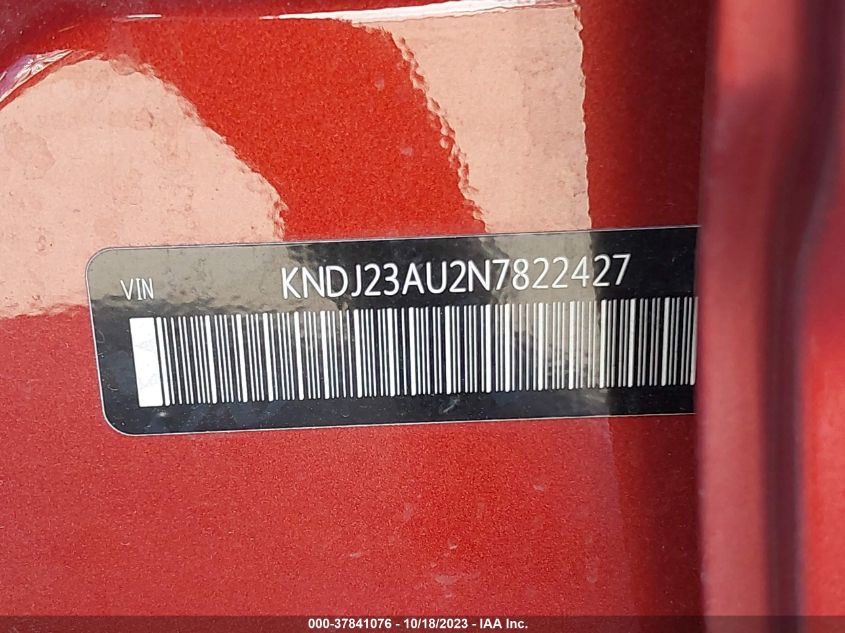 VIN KNDJ23AU2N7822427
000-37841076 | 10/18/2023 | IAA Inc.